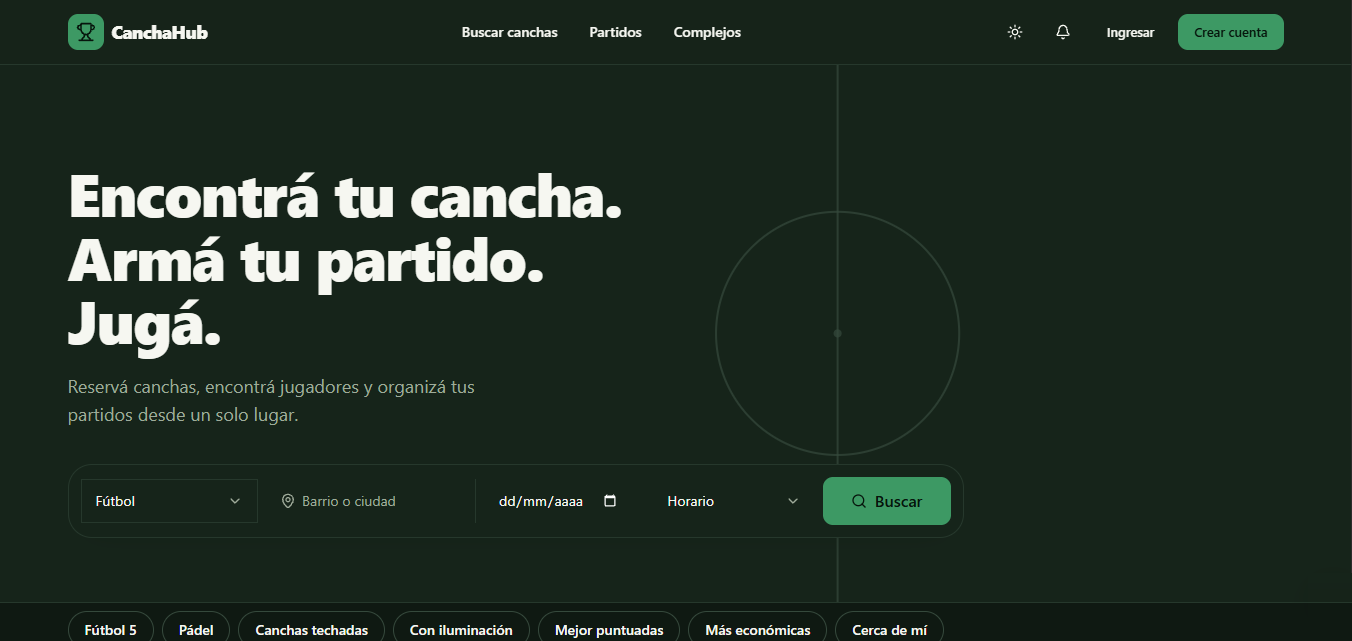 CanchaHub
Buscar canchas
Partidos
Complejos
Ingresar
Crear cuenta
Encontrá tu cancha.
Armá tu partido.
Jugá.
Reservá canchas, encontrá jugadores y organizá tus
partidos desde un solo lugar.
Fútbol
Barrio o ciudad
dd/mm/aaaa
Horario
Buscar
Fútbol 5
Pádel
Canchas techadas
Con iluminación
Mejor puntuadas
Más económicas
Cerca de mí